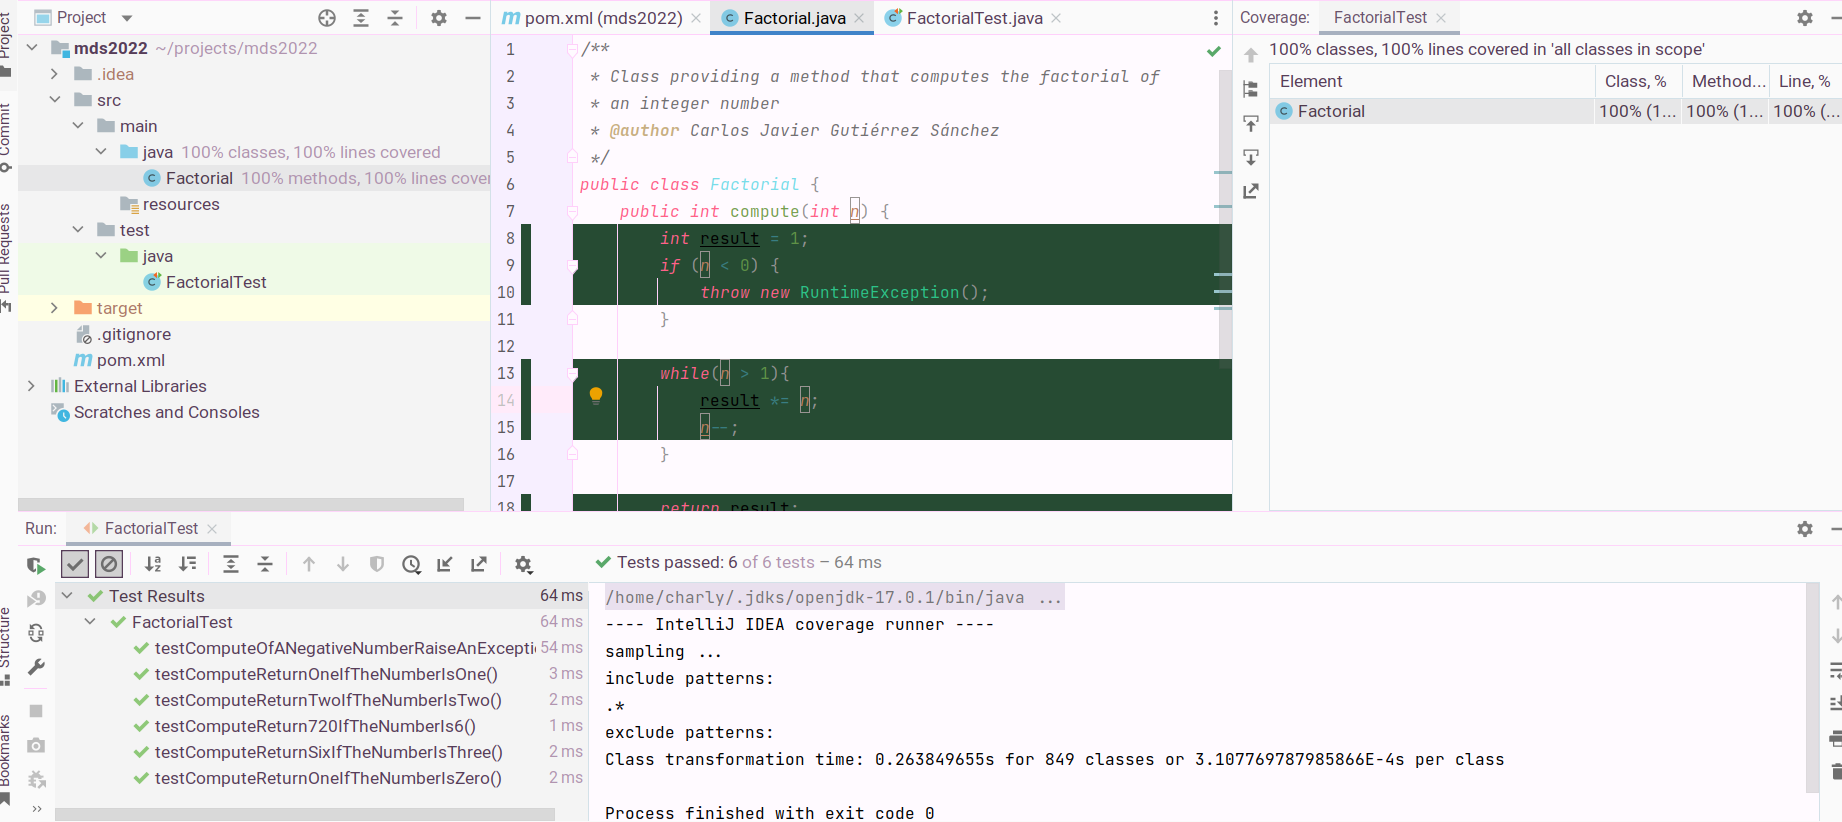 Project
pom.xml (mds2022)
Factorial.java
FactorialTest.java
Coverage:
FactorialTest
Project
Commit
Pull Requests
Structure
Bookmarks
mds2022 ~/projects/mds2022
.idea
src
main
java 100% classes, 100% lines covered
Factorial 100% methods, 100% lines cover
resources
test
java
FactorialTest
target
.gitignore
pom.xml
External Libraries
Scratches and Consoles
1 /**
2 * Class providing a method that computes the factorial of
3 * an integer number
4 * @author Carlos Javier Gutiérrez Sánchez
5 */
6 public class Factorial {
7 public int compute(int n) {
8 int result = 1;
9 if (n < 0) {
10 throw new RuntimeException();
11 }
12
13 while(n > 1){
14 result *= n;
15 n--;
16 }
17
18 return result;
100% classes, 100% lines covered in 'all classes in scope'
Element Class, % Method... Line, %
Factorial 100% (1... 100% (1... 100% (...
Run: FactorialTest
Tests passed: 6 of 6 tests – 64 ms
Test Results 64 ms
FactorialTest 64 ms
testComputeOfANegativeNumberRaiseAnExcepti 54 ms
testComputeReturnOneIfTheNumberIsOne() 3 ms
testComputeReturnTwoIfTheNumberIsTwo() 2 ms
testComputeReturn720IfTheNumberIs6() 1 ms
testComputeReturnSixIfTheNumberIsThree() 2 ms
testComputeReturnOneIfTheNumberIsZero() 2 ms
/home/charly/.jdks/openjdk-17.0.1/bin/java ...
---- IntelliJ IDEA coverage runner ----
sampling ...
include patterns:
.*
exclude patterns:
Class transformation time: 0.263849655s for 849 classes or 3.107769787985866E-4s per class
Process finished with exit code 0